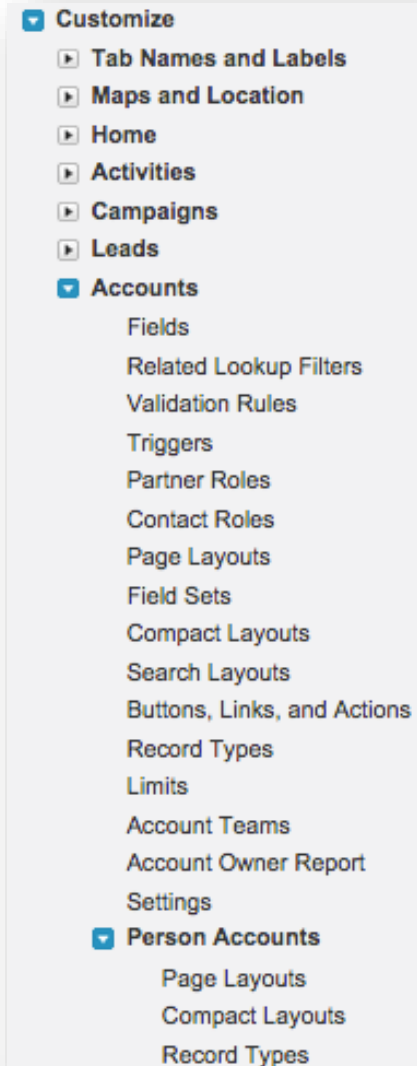 Customize
Tab Names and Labels
Maps and Location
Home
Activities
Campaigns
Leads
Accounts
Fields
Related Lookup Filters
Validation Rules
Triggers
Partner Roles
Contact Roles
Page Layouts
Field Sets
Compact Layouts
Search Layouts
Buttons, Links, and Actions
Record Types
Limits
Account Teams
Account Owner Report
Settings
Person Accounts
Page Layouts
Compact Layouts
Record Types